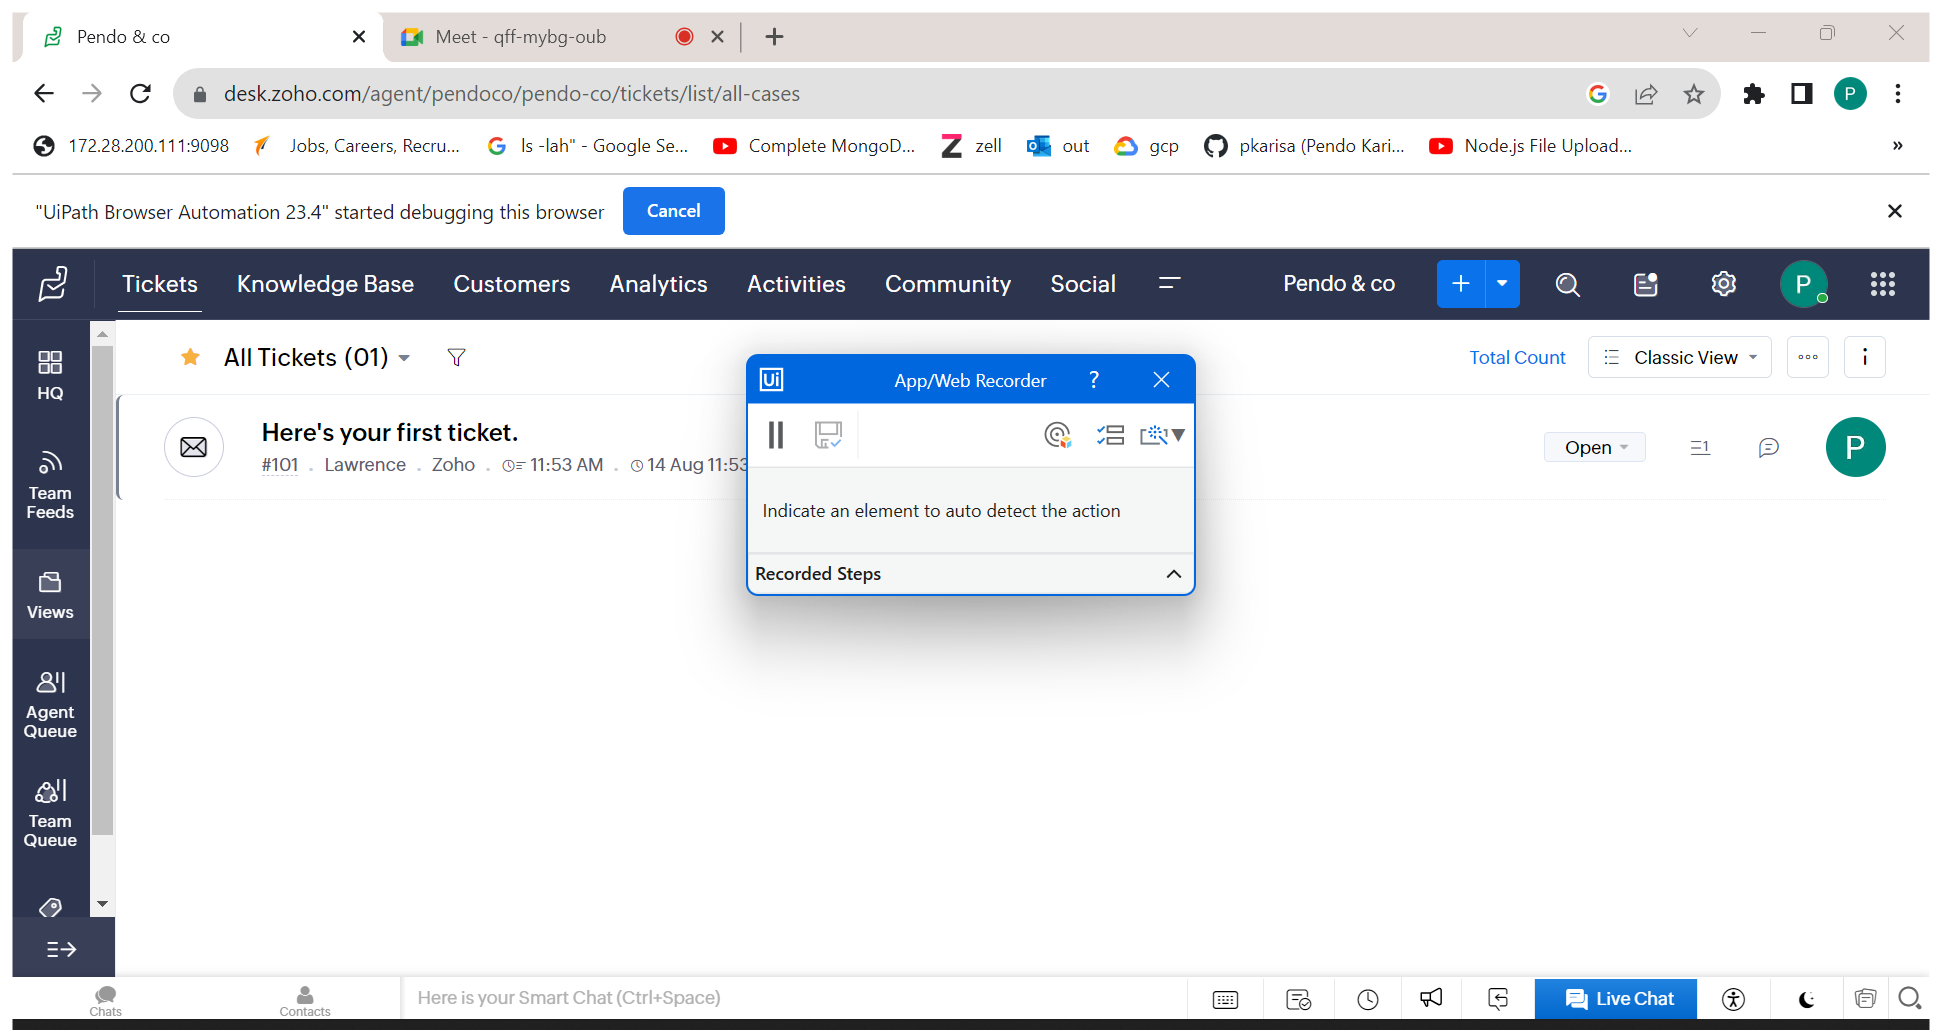 Pendo & co
Meet - qff-mybg-oub
desk.zoho.com/agent/pendoco/pendo-co/tickets/list/all-cases
P
172.28.200.111:9098
Jobs, Careers, Recru...
ls -lah" - Google Se...
Complete MongoD...
zell
out
gcp
pkarisa (Pendo Kari...
Node.js File Upload...
»
"UiPath Browser Automation 23.4" started debugging this browser
Cancel
Tickets
Knowledge Base
Customers
Analytics
Activities
Community
Social
Pendo & co
P
HQ
Team
Feeds
Views
Agent
Queue
Team
Queue
All Tickets (01)
Total Count
Classic View
Here's your first ticket.
#101 . Lawrence . Zoho . 11:53 AM . 14 Aug 11:53
Open
P
Ui
App/Web Recorder
?
Indicate an element to auto detect the action
Recorded Steps
Chats
Contacts
Here is your Smart Chat (Ctrl+Space)
Live Chat